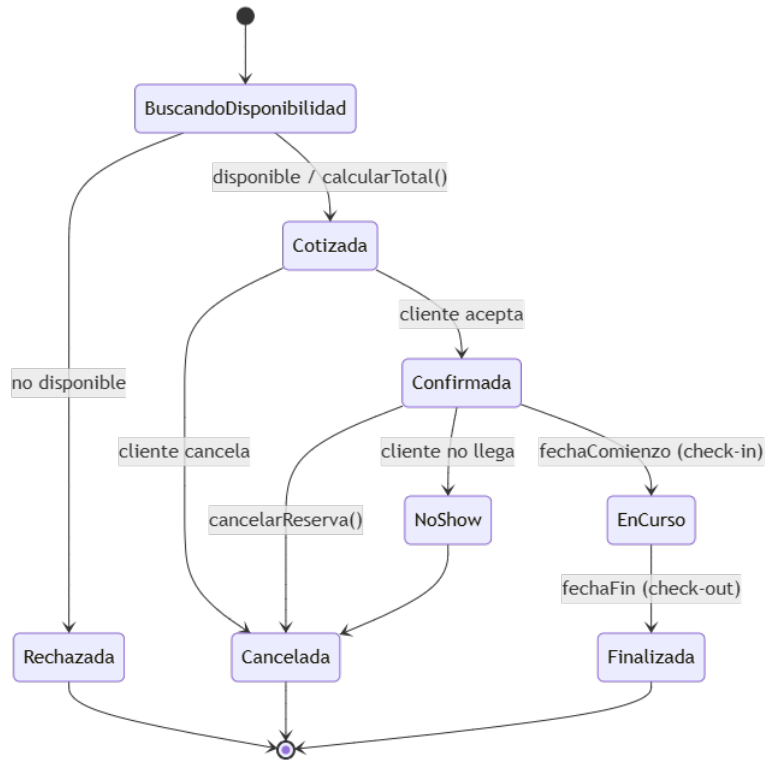 BuscandoDisponibilidad
disponible / calcularTotal()
Cotizada
cliente acepta
no disponible
Confirmada
cliente cancela
cliente no llega
fechaComienzo (check-in)
cancelarReserva()
NoShow
EnCurso
fechaFin (check-out)
Rechazada
Cancelada
Finalizada